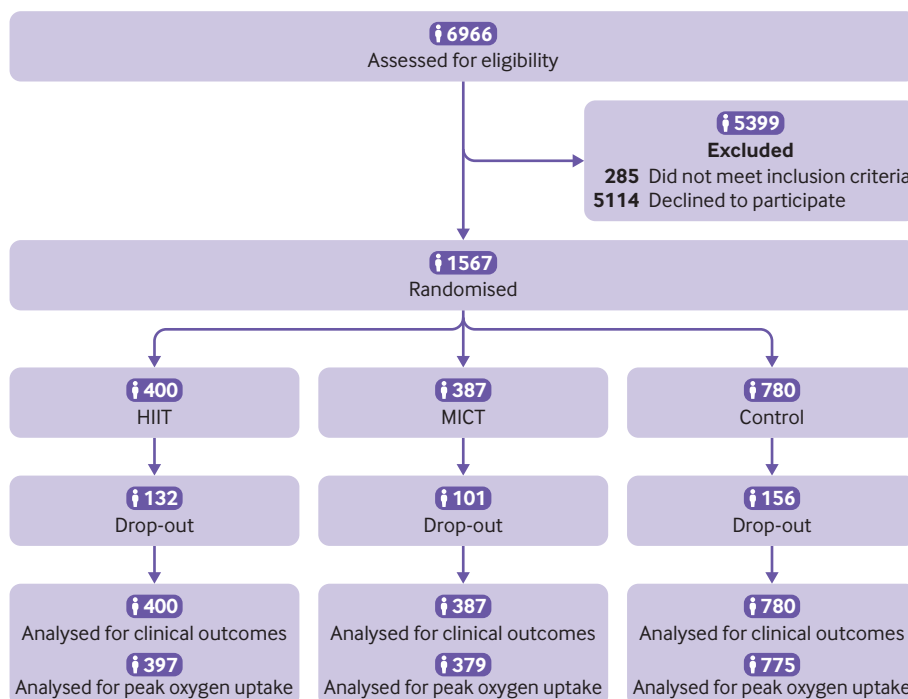 6966
Assessed for eligibility
5399
Excluded
285 Did not meet inclusion criteria
5114 Declined to participate
1567
Randomised
400
HIIT
387
MICT
780
Control
132
Drop-out
101
Drop-out
156
Drop-out
400
Analysed for clinical outcomes
397
Analysed for peak oxygen uptake
387
Analysed for clinical outcomes
379
Analysed for peak oxygen uptake
780
Analysed for clinical outcomes
775
Analysed for peak oxygen uptake